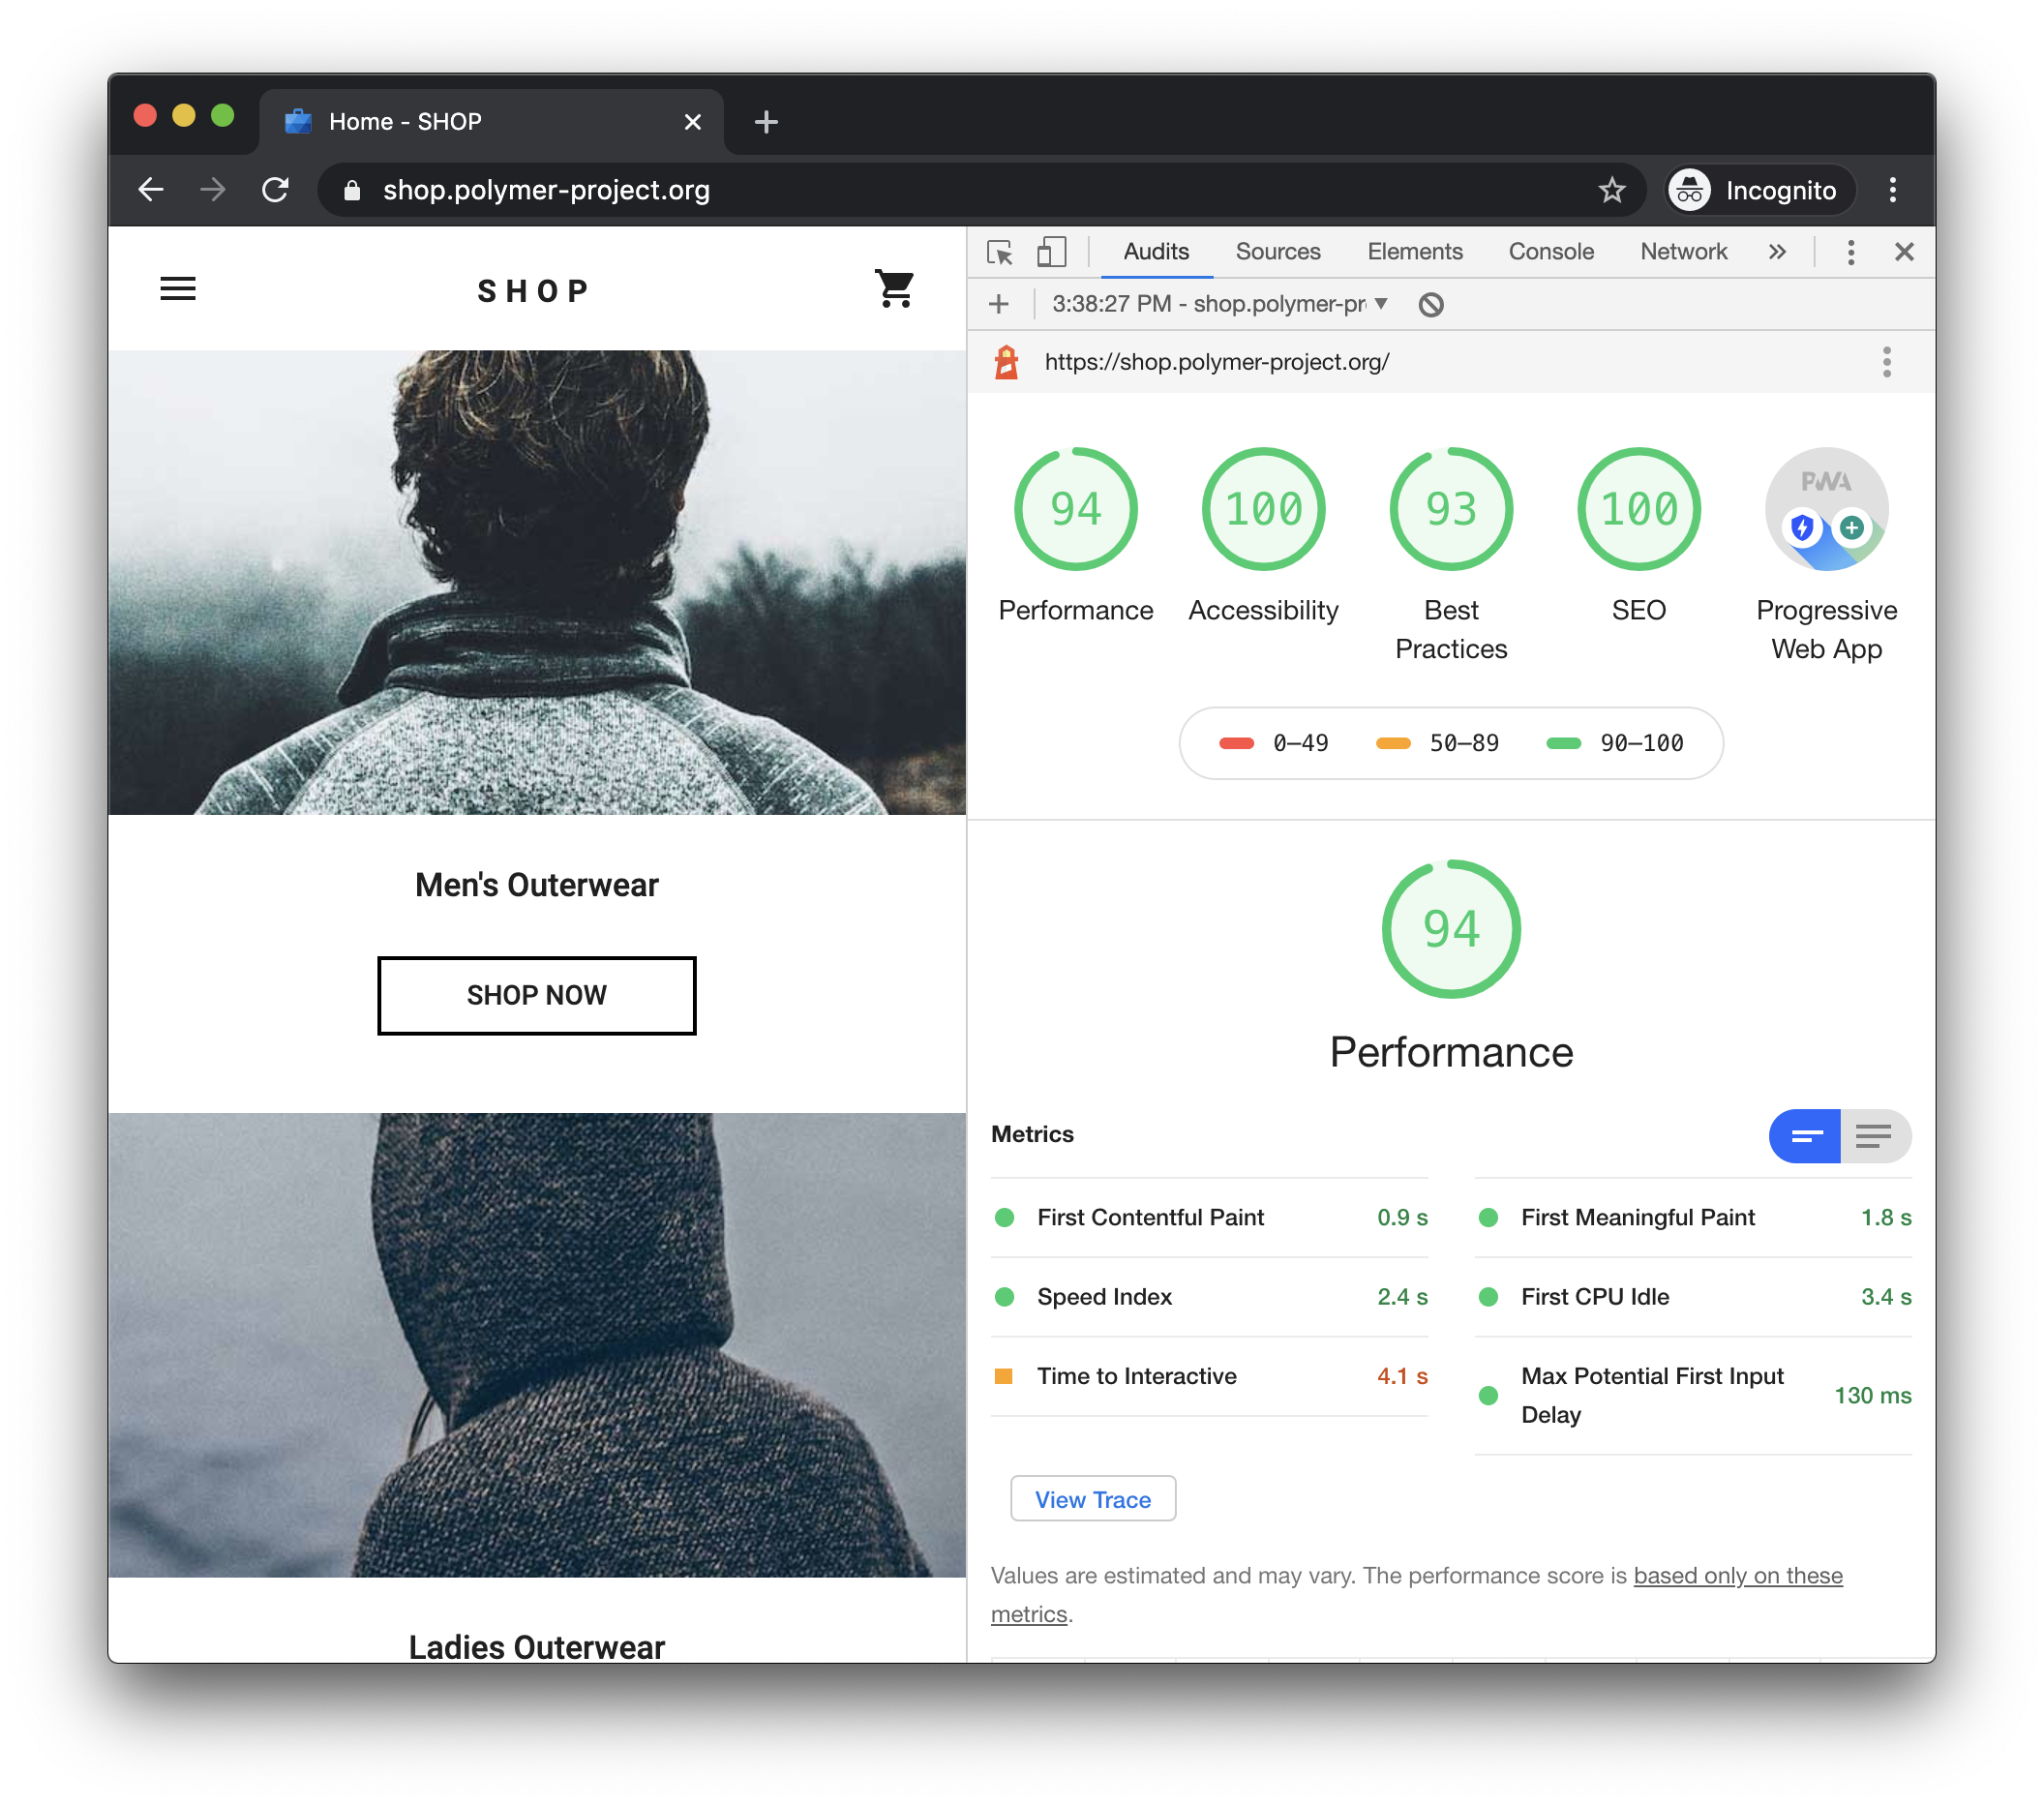 Home - SHOP
shop.polymer-project.org
Incognito
SHOP
Men's Outerwear
SHOP NOW
Ladies Outerwear
Audits Sources Elements Console Network
3:38:27 PM - shop.polymer-pr
https://shop.polymer-project.org/
94 100 93 100 PWA
Performance Accessibility Best Practices SEO Progressive Web App
0–49 50–89 90–100
94
Performance
Metrics
First Contentful Paint 0.9 s
First Meaningful Paint 1.8 s
Speed Index 2.4 s
First CPU Idle 3.4 s
Time to Interactive 4.1 s
Max Potential First Input
Delay
130 ms
View Trace
Values are estimated and may vary. The performance score is based only on these
metrics.